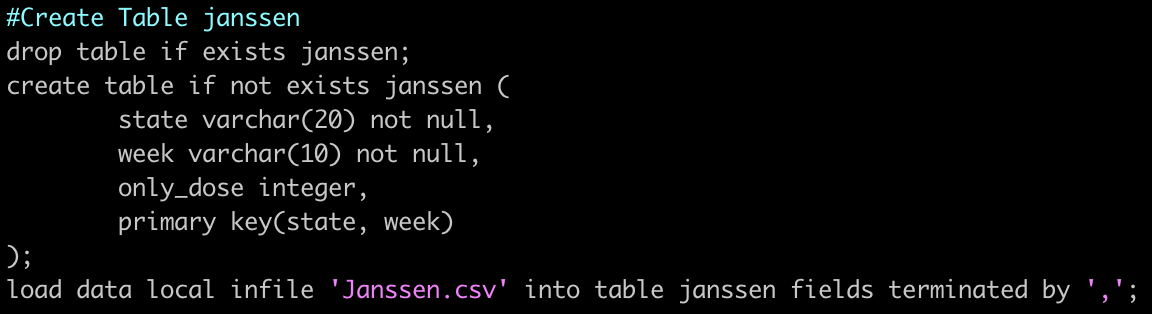 #Create Table janssen
drop table if exists janssen;
create table if not exists janssen (
        state varchar(20) not null,
        week varchar(10) not null,
        only_dose integer,
        primary key(state, week)
);
load data local infile 'Janssen.csv' into table janssen fields terminated by ',';